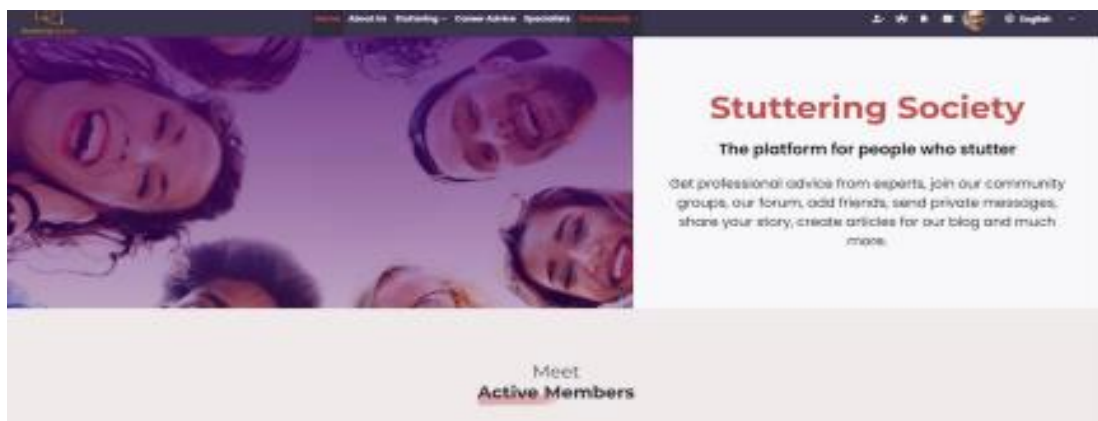 Home About Us Stuttering Career Advice Specialists Community English
Stuttering Society
The platform for people who stutter
Get professional advice from experts, join our community
groups, our forum, add friends, send private messages,
share your story, create articles for our blog and much
more.
Meet
Active Members